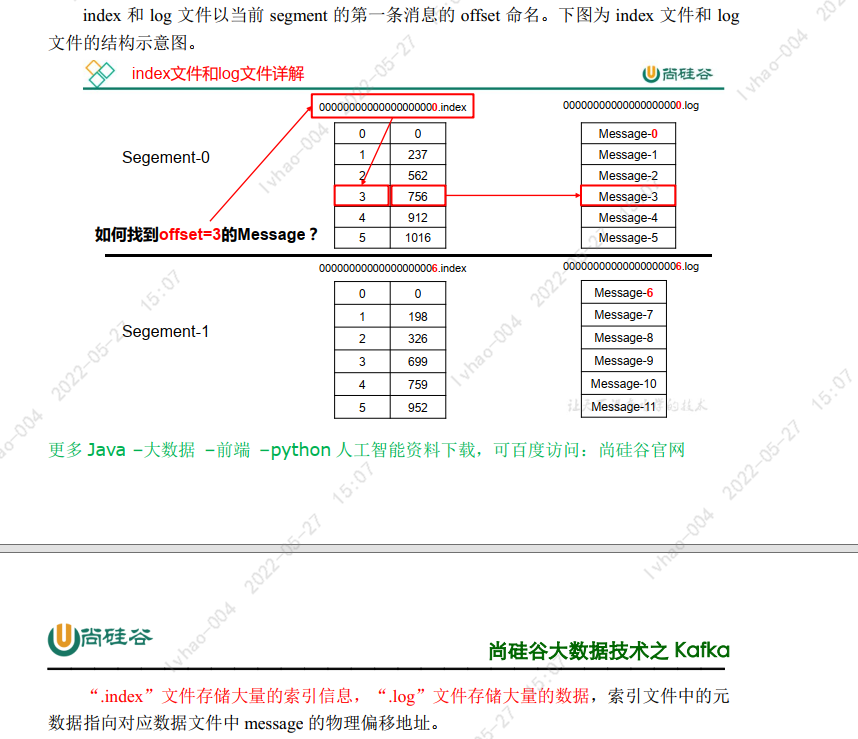 index 和 log 文件以当前 segment 的第一条消息的 offset 命名。下图为 index 文件和 log
文件的结构示意图。
index文件和log文件详解
尚硅谷
00000000000000000000.index
00000000000000000000.log
Segement-0
0 0
1 237
2 562
3 756
4 912
5 1016
Message-0
Message-1
Message-2
Message-3
Message-4
Message-5
如何找到offset=3的Message？
00000000000000000006.index
00000000000000000006.log
Segement-1
0 0
1 198
2 326
3 699
4 759
5 952
Message-6
Message-7
Message-8
Message-9
Message-10
Message-11
更多 Java –大数据 –前端 –python 人工智能资料下载，可百度访问：尚硅谷官网
尚硅谷
尚硅谷大数据技术之 Kafka
“.index”文件存储大量的索引信息，“.log”文件存储大量的数据，索引文件中的元
数据指向对应数据文件中 message 的物理偏移地址。
lvhao-004 2022-05-27 15:07